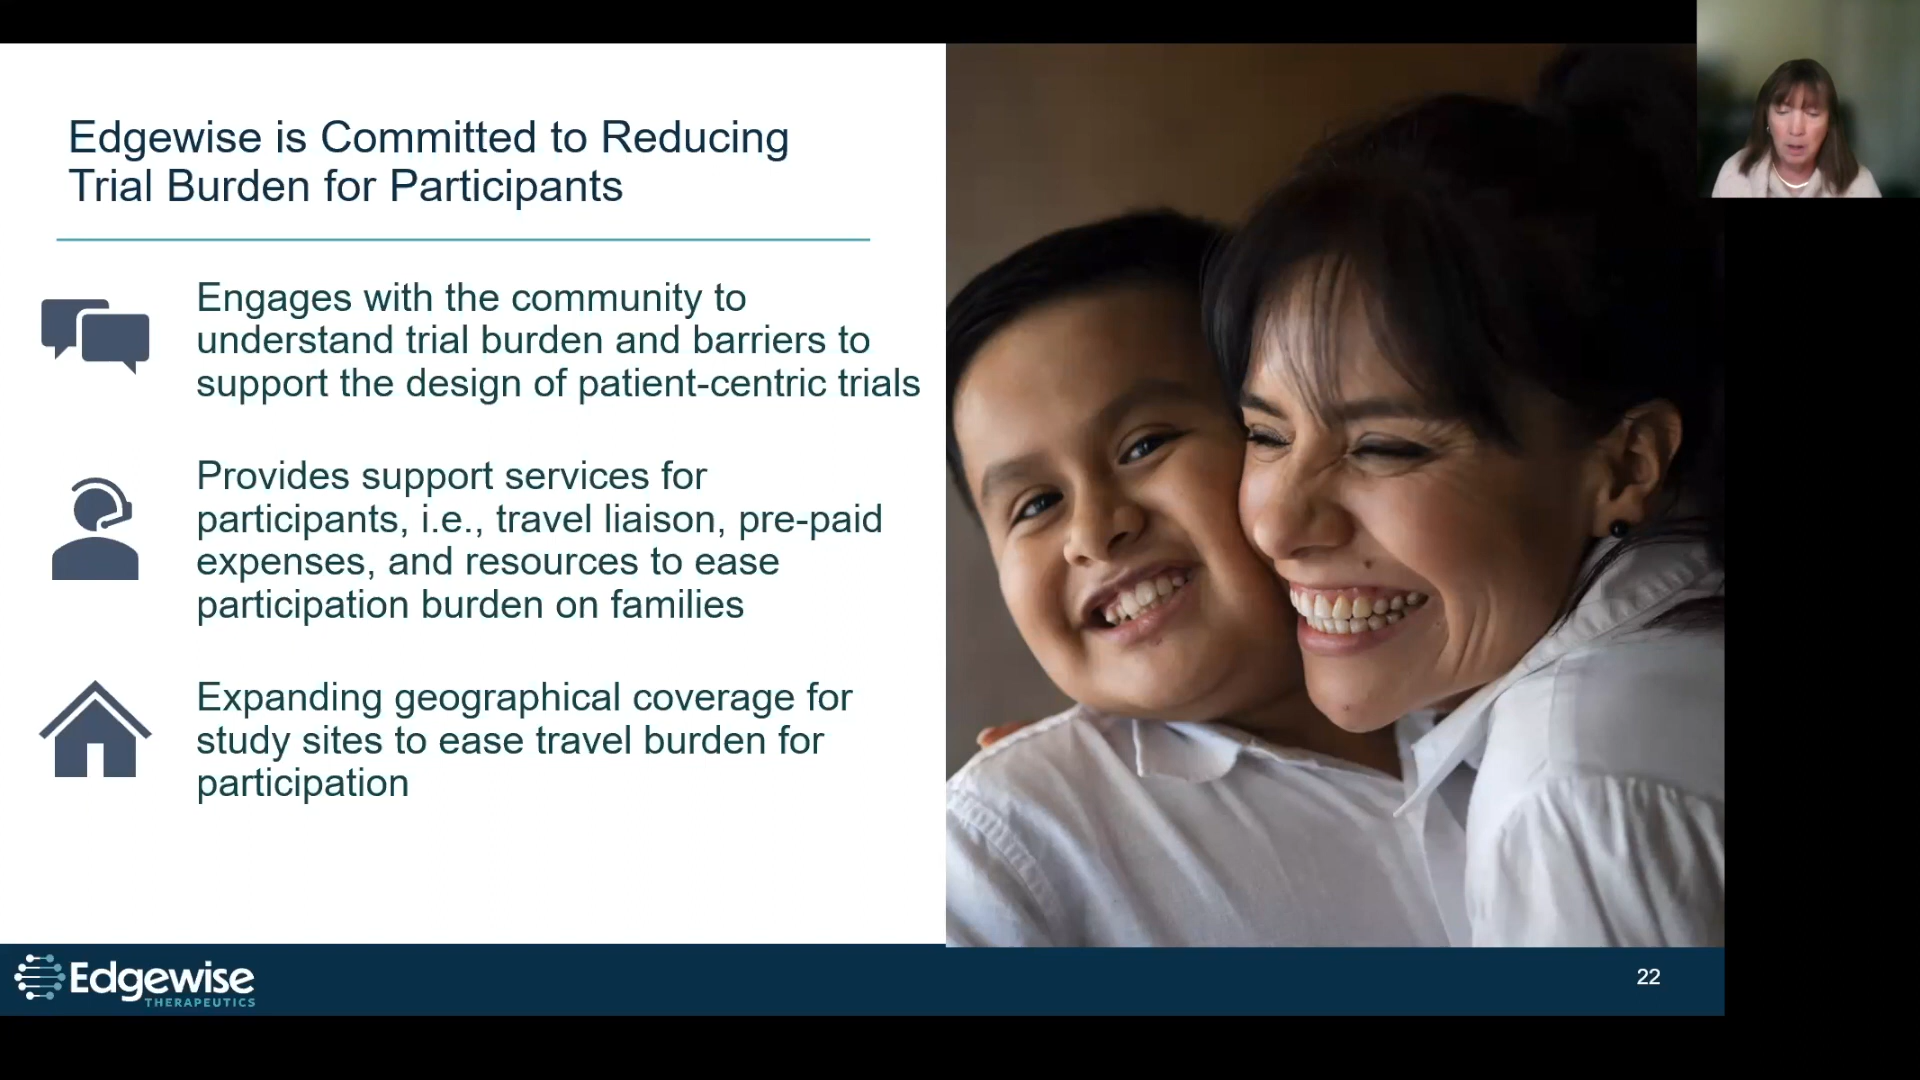 Edgewise is Committed to Reducing
Trial Burden for Participants
Engages with the community to
understand trial burden and barriers to
support the design of patient-centric trials
Provides support services for
participants, i.e., travel liaison, pre-paid
expenses, and resources to ease
participation burden on families
Expanding geographical coverage for
study sites to ease travel burden for
participation
Edgewise
THERAPEUTICS
22